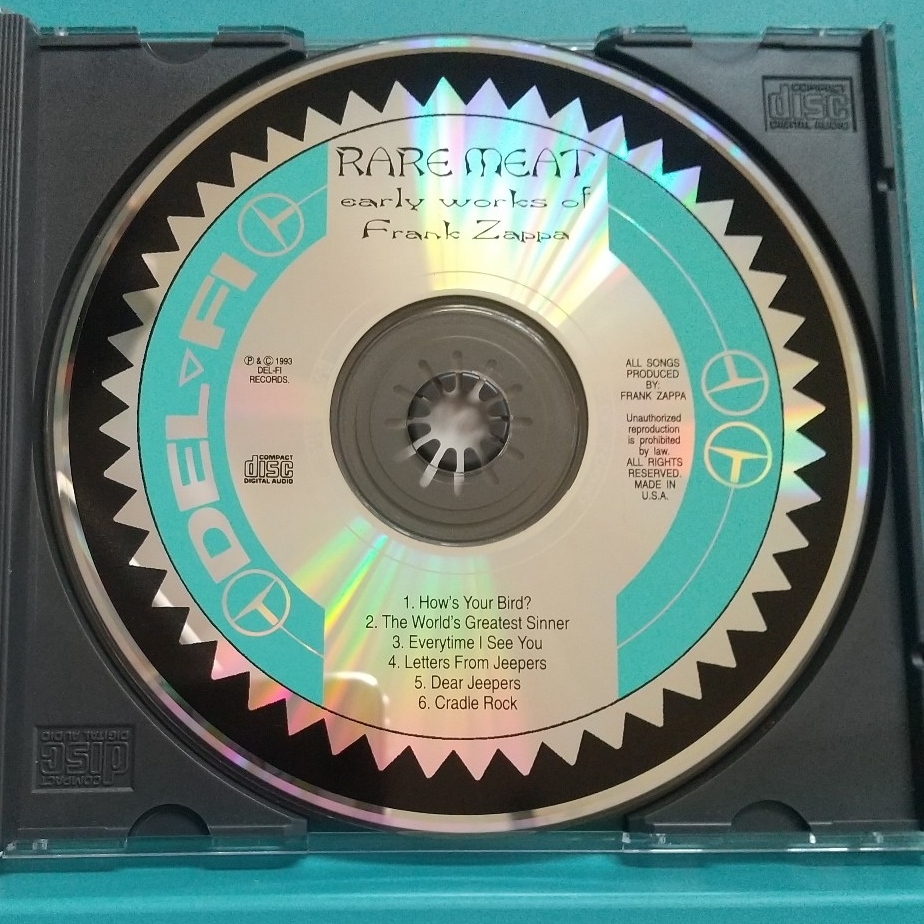 RARE MEAT
early works of
Frank Zappa
DEL-FI
℗ & © 1993
DEL-FI
RECORDS.
COMPACT
disc
DIGITAL AUDIO
ALL SONGS
PRODUCED
BY:
FRANK ZAPPA
Unauthorized
reproduction
is prohibited
by law.
ALL RIGHTS
RESERVED.
MADE IN
U.S.A.
1. How's Your Bird?
2. The World's Greatest Sinner
3. Everytime I See You
4. Letters From Jeepers
5. Dear Jeepers
6. Cradle Rock
COMPACT
disc
DIGITAL AUDIO
COMPACT
disc
DIGITAL AUDIO